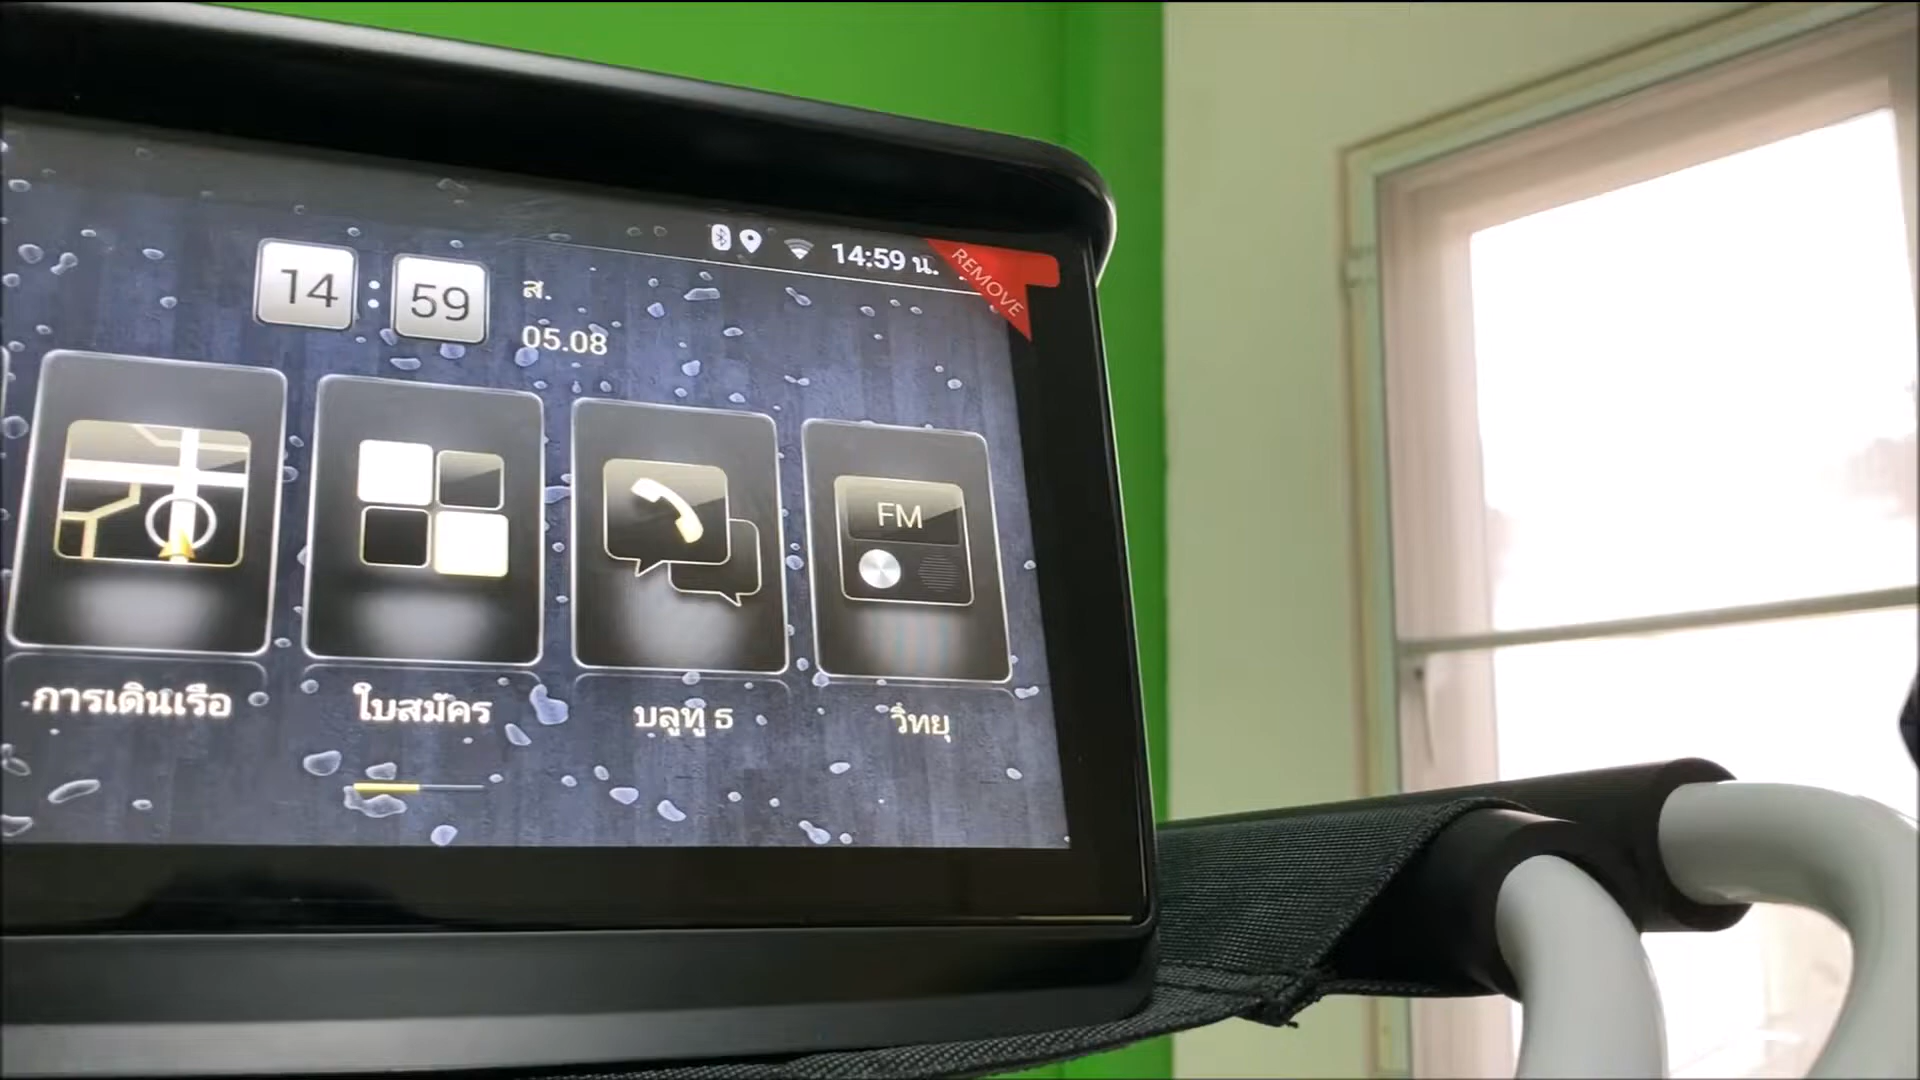 14:59 น.
REMOVE
14 : 59
ส.
05.08
FM
การเดินเรือ
ใบสมัคร
บลูทู ธ
วิทยุ